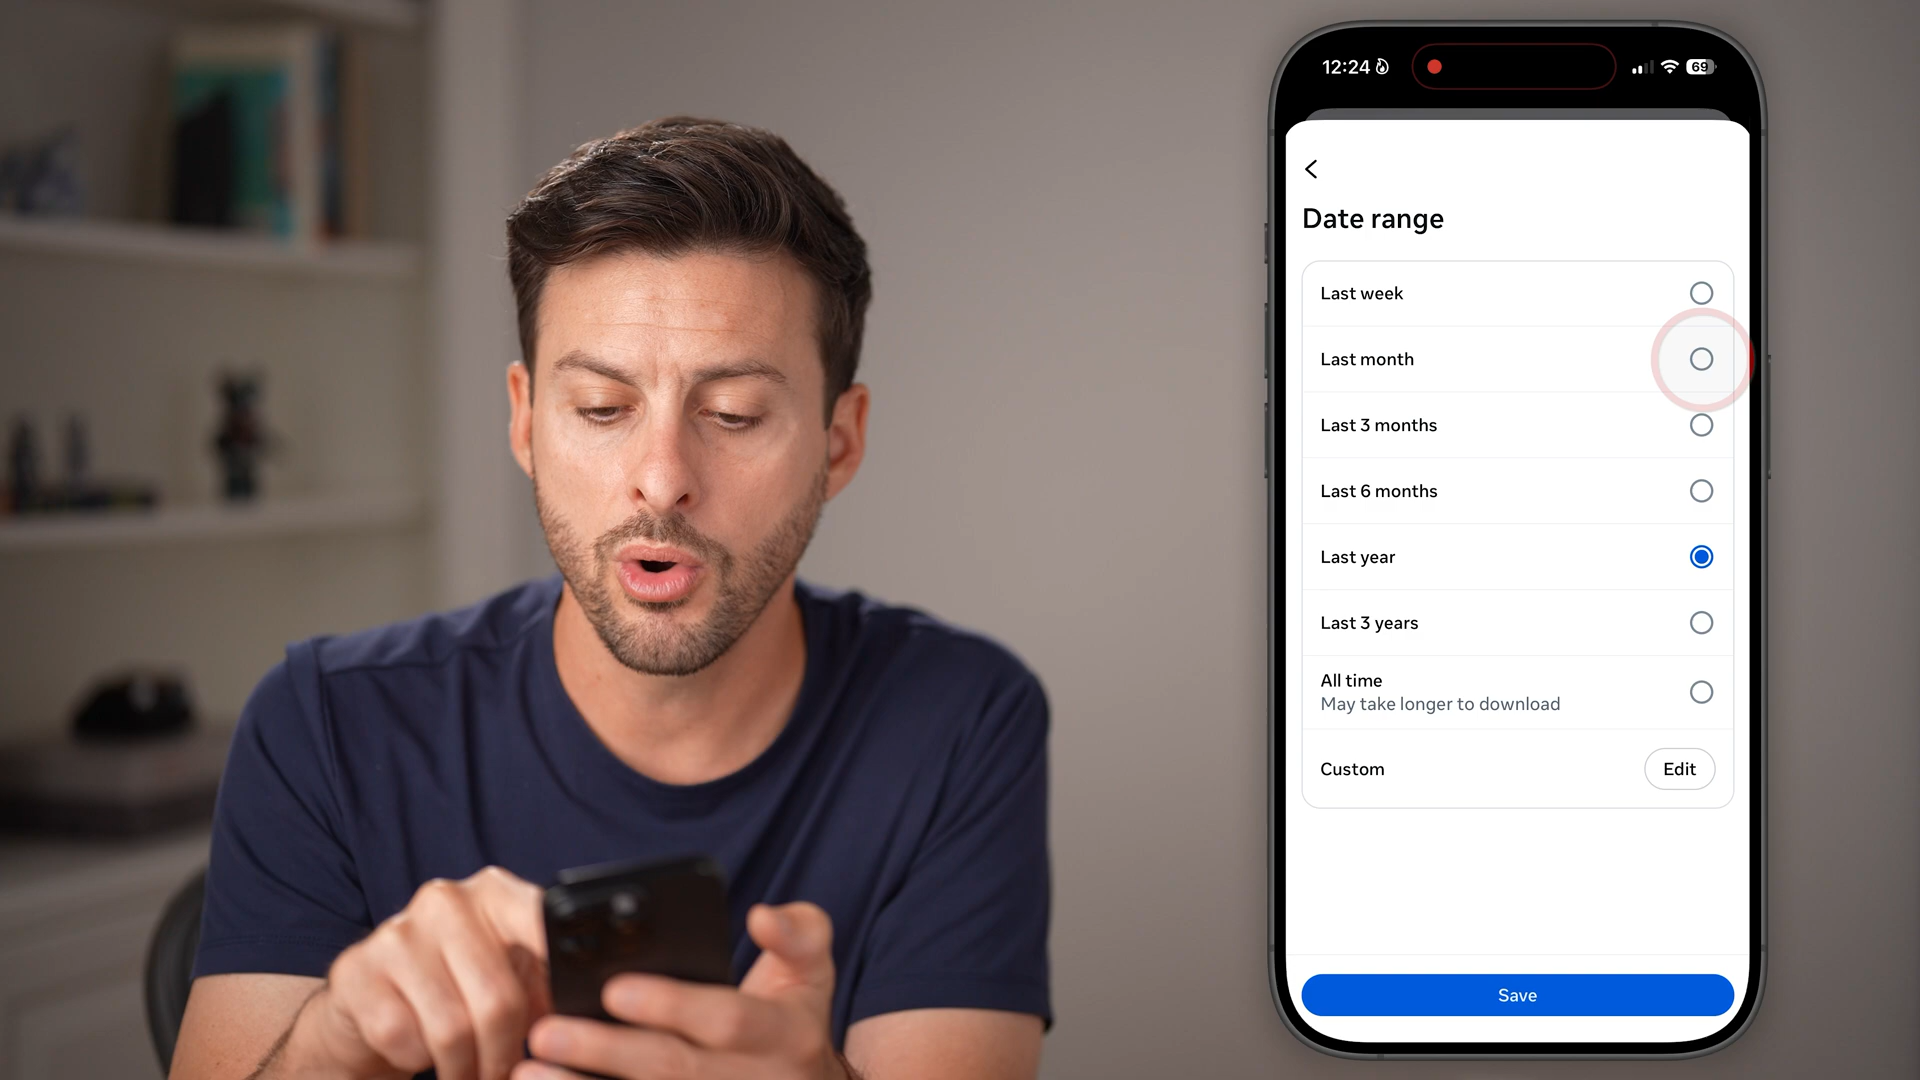 12:24
69
Date range
Last week
Last month
Last 3 months
Last 6 months
Last year
Last 3 years
All time
May take longer to download
Custom
Edit
Save